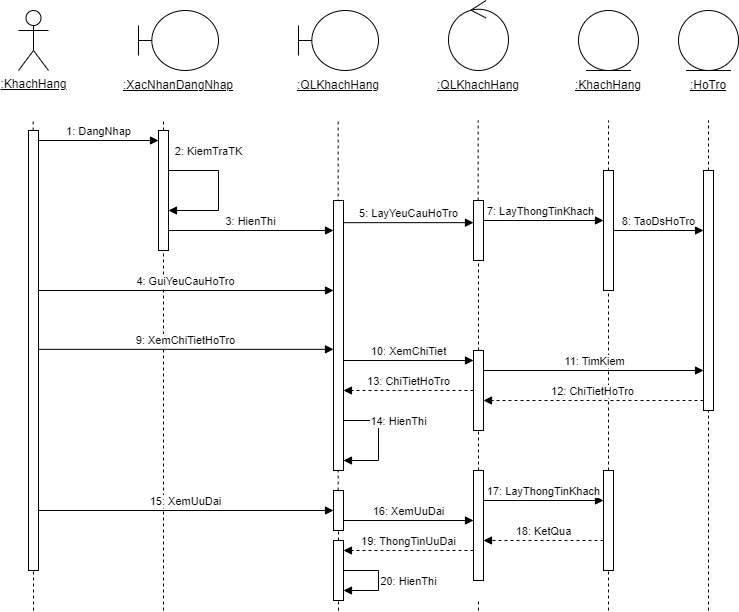 :KhachHang
:XacNhanDangNhap
:QLKhachHang
:QLKhachHang
:KhachHang
:HoTro
1: DangNhap
2: KiemTraTK
3: HienThi
5: LayYeuCauHoTro
7: LayThongTinKhach
8: TaoDsHoTro
4: GuiYeuCauHoTro
9: XemChiTietHoTro
10: XemChiTiet
11: TimKiem
12: ChiTietHoTro
13: ChiTietHoTro
14: HienThi
15: XemUuDai
16: XemUuDai
17: LayThongTinKhach
18: KetQua
19: ThongTinUuDai
20: HienThi